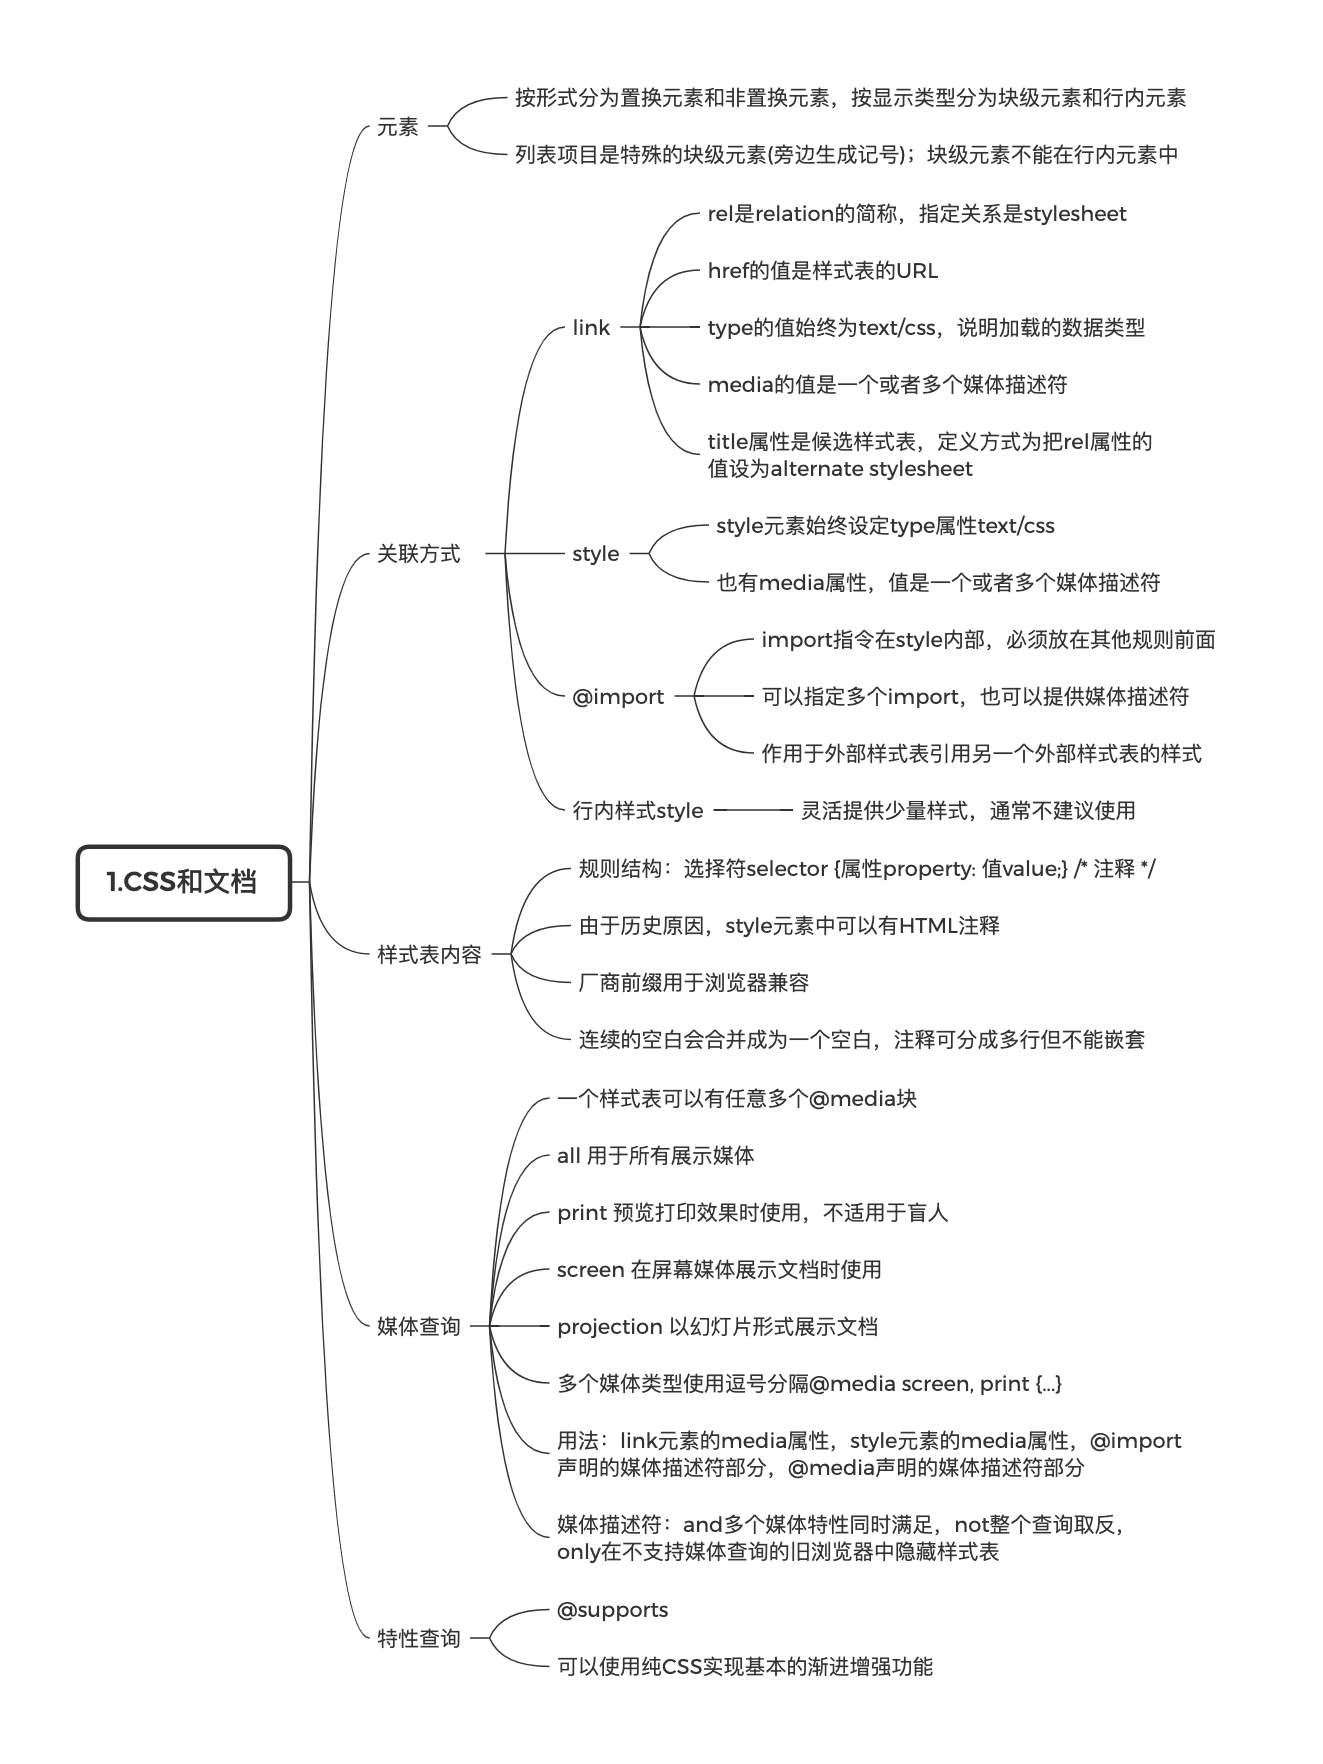 1.CSS和文档
元素
按形式分为置换元素和非置换元素，按显示类型分为块级元素和行内元素
列表项目是特殊的块级元素(旁边生成记号)；块级元素不能在行内元素中
关联方式
link
rel是relation的简称，指定关系是stylesheet
href的值是样式表的URL
type的值始终为text/css，说明加载的数据类型
media的值是一个或者多个媒体描述符
title属性是候选样式表，定义方式为把rel属性的
值设为alternate stylesheet
style
style元素始终设定type属性text/css
也有media属性，值是一个或者多个媒体描述符
@import
import指令在style内部，必须放在其他规则前面
可以指定多个import，也可以提供媒体描述符
作用于外部样式表引用另一个外部样式表的样式
行内样式style
灵活提供少量样式，通常不建议使用
样式表内容
规则结构：选择符selector {属性property: 值value;} /* 注释 */
由于历史原因，style元素中可以有HTML注释
厂商前缀用于浏览器兼容
连续的空白会合并成为一个空白，注释可分成多行但不能嵌套
媒体查询
一个样式表可以有任意多个@media块
all 用于所有展示媒体
print 预览打印效果时使用，不适用于盲人
screen 在屏幕媒体展示文档时使用
projection 以幻灯片形式展示文档
多个媒体类型使用逗号分隔@media screen, print {...}
用法：link元素的media属性，style元素的media属性，@import
声明的媒体描述符部分，@media声明的媒体描述符部分
媒体描述符：and多个媒体特性同时满足，not整个查询取反，
only在不支持媒体查询的旧浏览器中隐藏样式表
特性查询
@supports
可以使用纯CSS实现基本的渐进增强功能